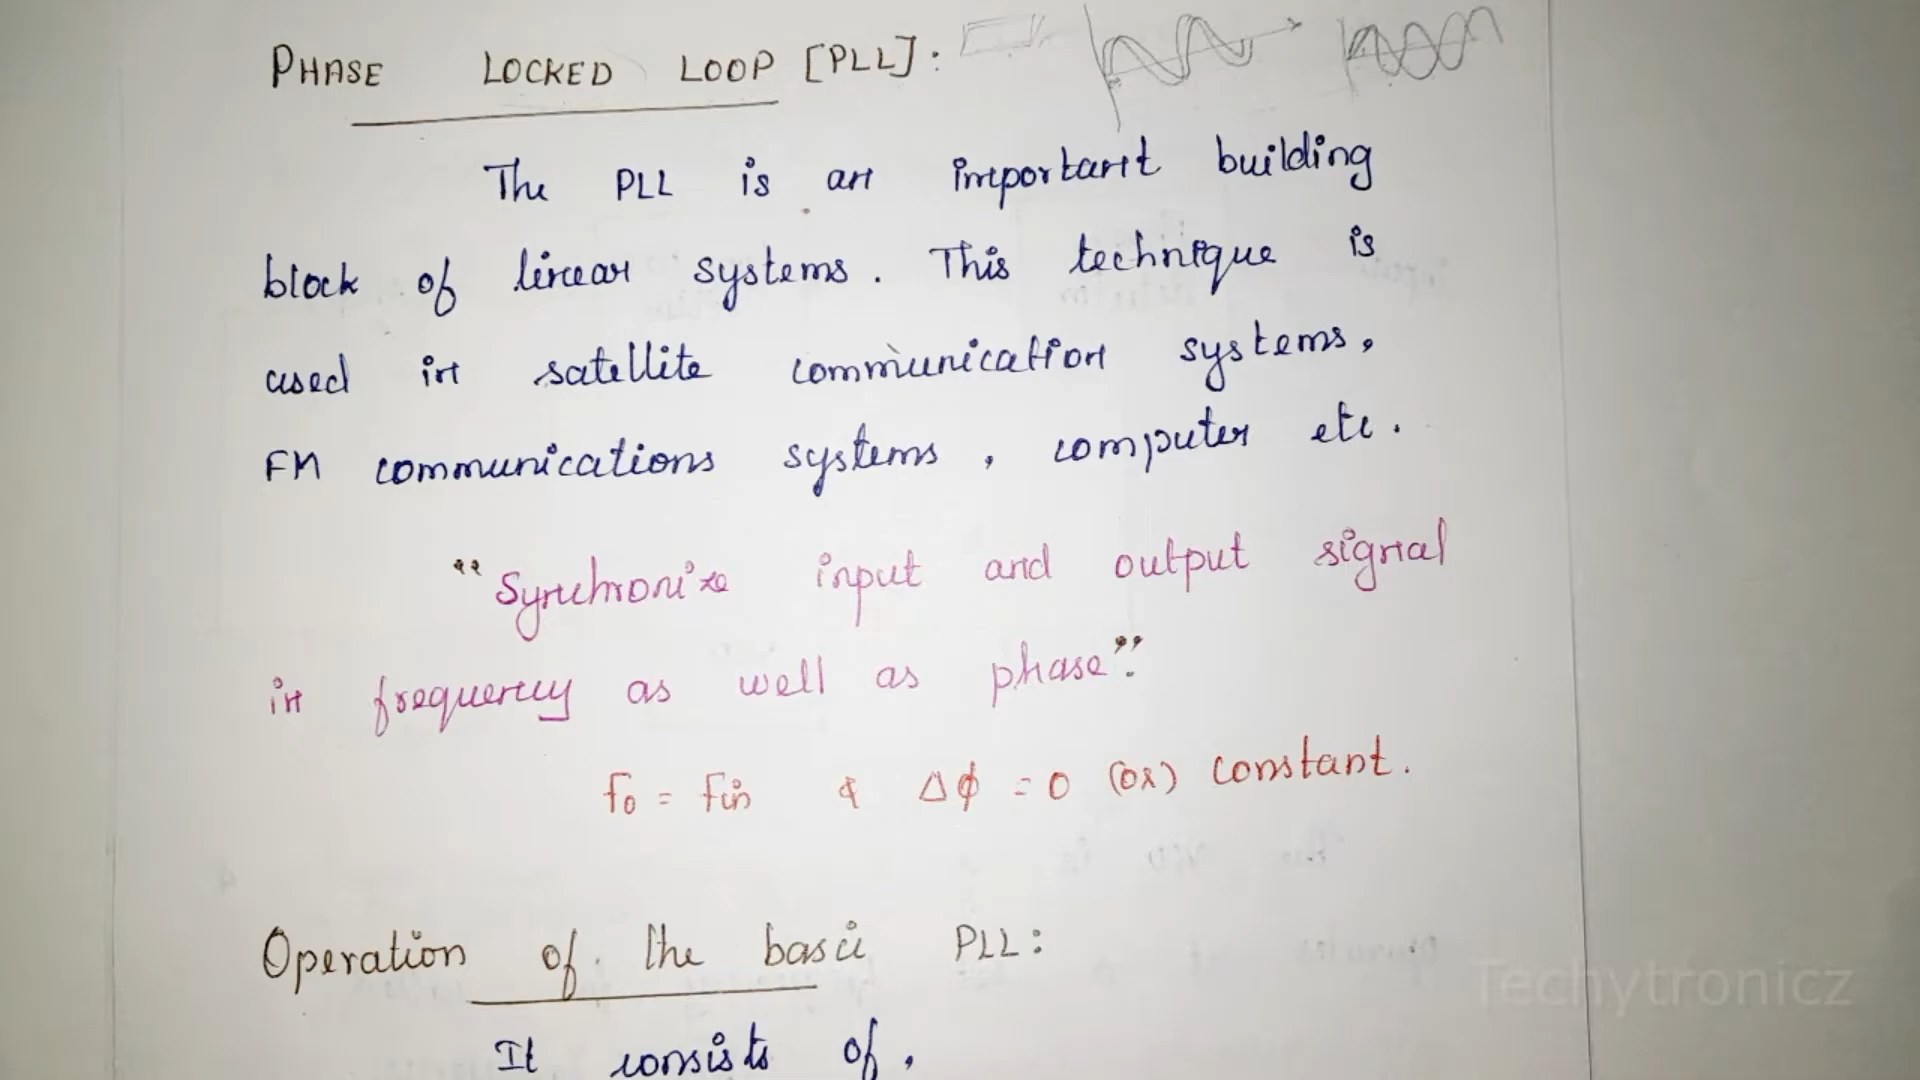 PHASE LOCKED LOOP [PLL]:
The PLL is an important building
block of linear systems. This technique is
used in satellite communication systems,
FM communications systems, computer etc.
"Synchronize input and output signal
in frequency as well as phase".
fo = Fin & Δϕ = 0 (or) constant.
Operation of the basic PLL:
It consists of,
Techytronicz